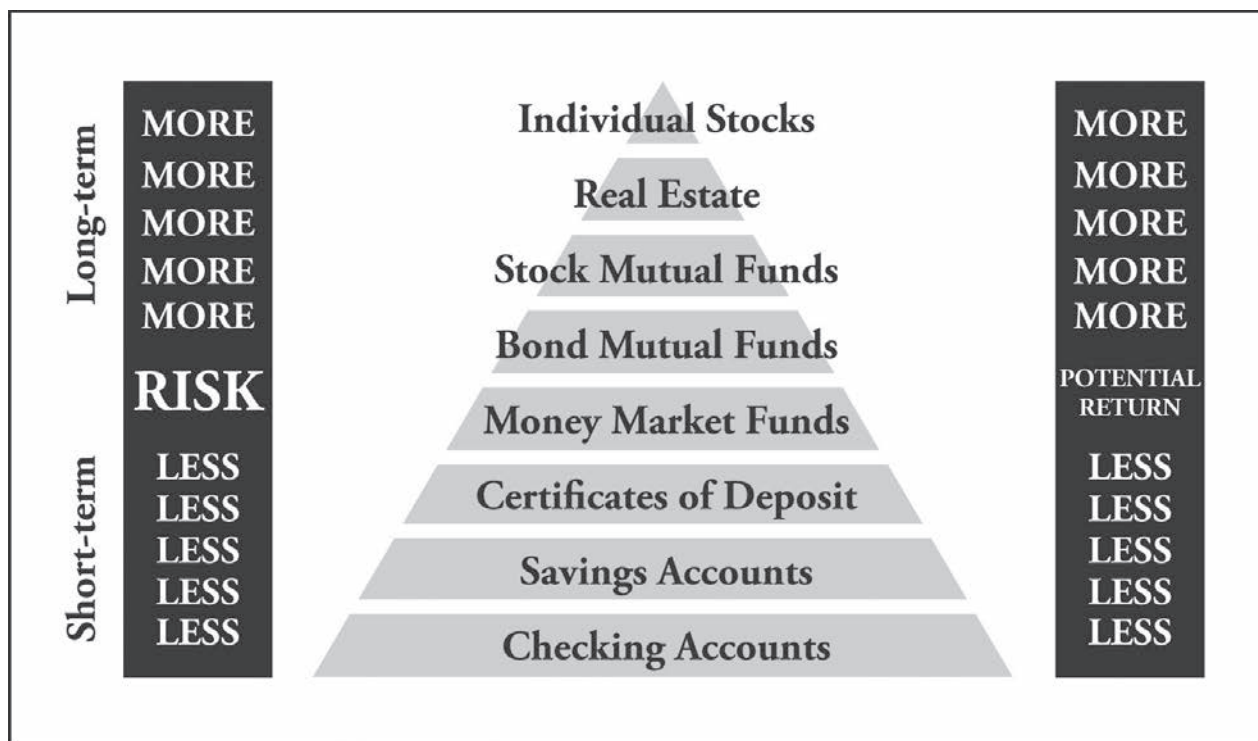 Long-term
MORE
MORE
MORE
MORE
MORE
RISK
Short-term
LESS
LESS
LESS
LESS
LESS
Individual Stocks
Real Estate
Stock Mutual Funds
Bond Mutual Funds
Money Market Funds
Certificates of Deposit
Savings Accounts
Checking Accounts
MORE
MORE
MORE
MORE
MORE
POTENTIAL
RETURN
LESS
LESS
LESS
LESS
LESS